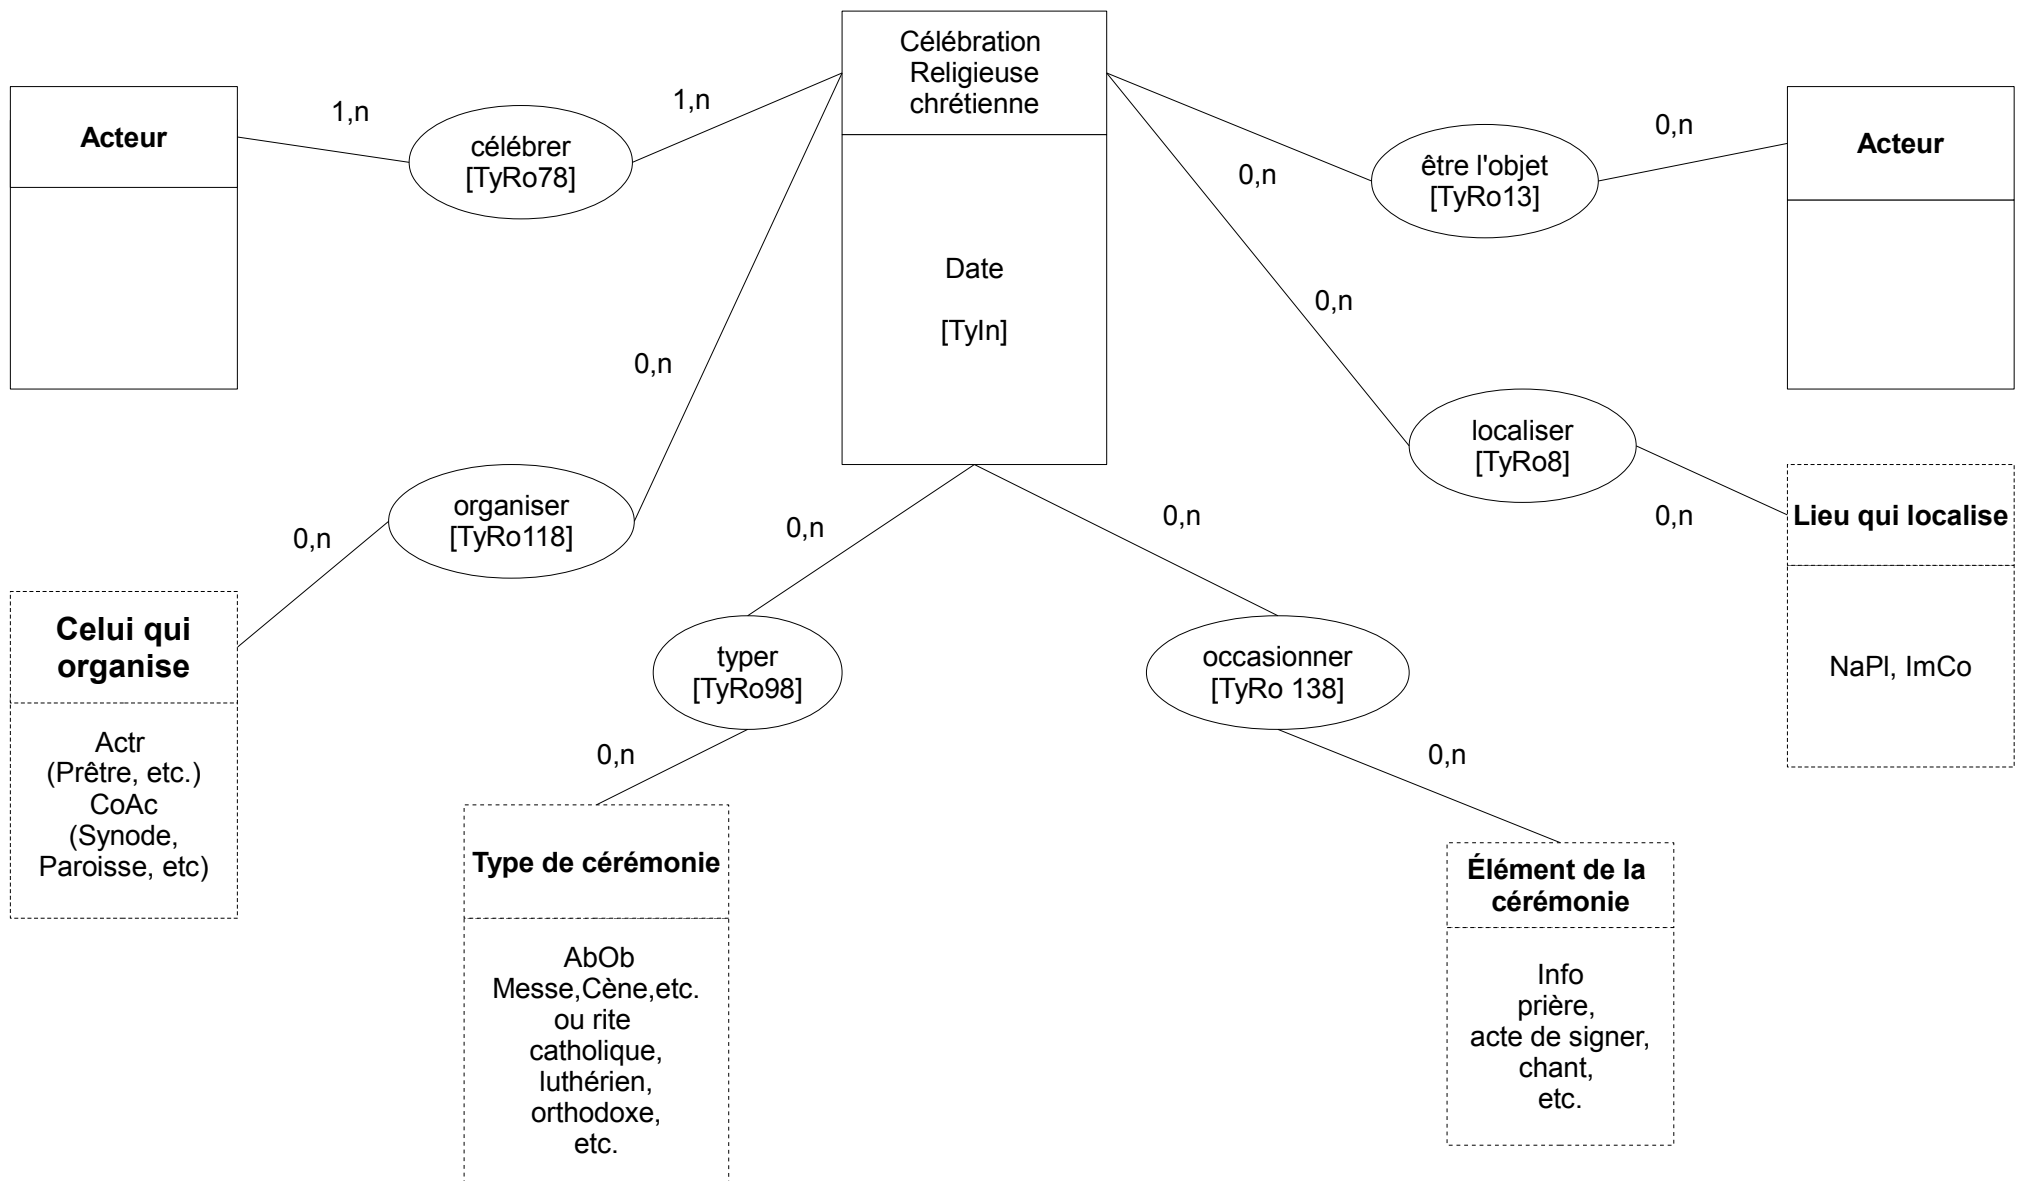 Célébration
Religieuse
chrétienne
Date
[TyIn]
Acteur
1,n
célébrer
[TyRo78]
1,n
0,n
être l'objet
[TyRo13]
0,n
Acteur
0,n
organiser
[TyRo118]
0,n
0,n
localiser
[TyRo8]
0,n
Lieu qui localise
NaPl, ImCo
Celui qui
organise
Actr
(Prêtre, etc.)
CoAc
(Synode,
Paroisse, etc)
0,n
typer
[TyRo98]
0,n
Type de cérémonie
AbOb
Messe,Cène,etc.
ou rite
catholique,
luthérien,
orthodoxe,
etc.
0,n
occasionner
[TyRo 138]
0,n
Élément de la
cérémonie
Info
prière,
acte de signer,
chant,
etc.